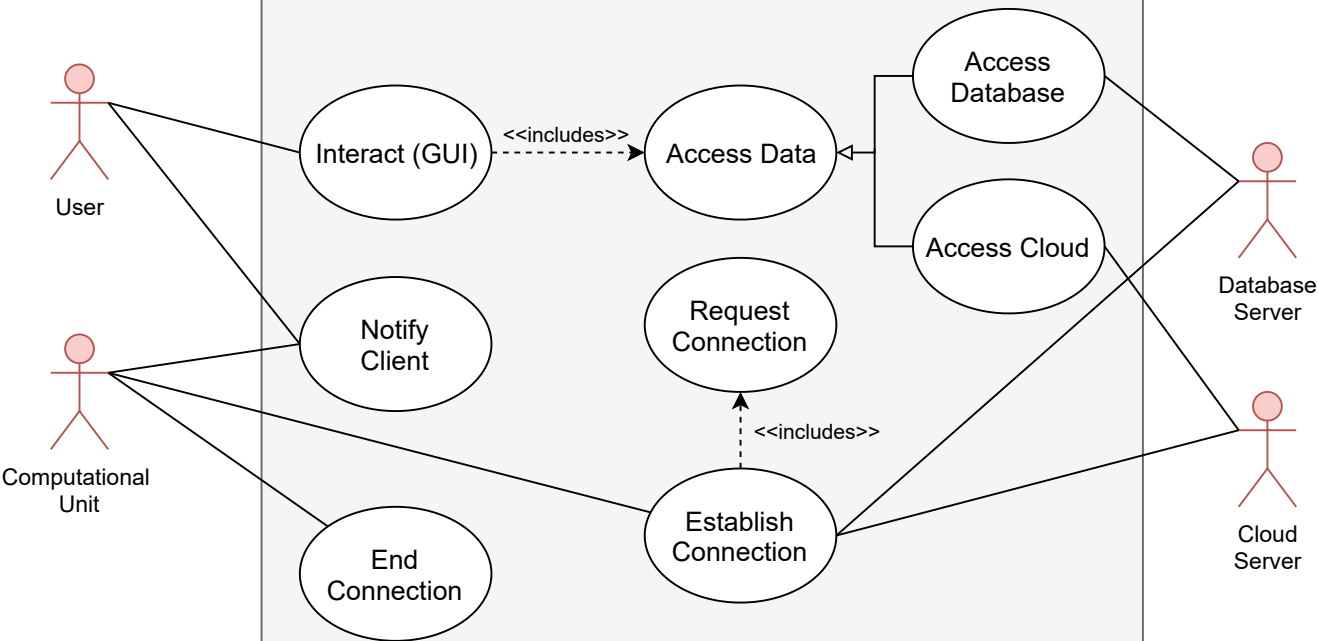 Access
Database
<<includes>>
Interact (GUI)
Access Data
User
Access Cloud
Database
Server
Request
Connection
Notify
Client
<<includes>>
Computational
Unit
Establish
Connection
Cloud
Server
End
Connection